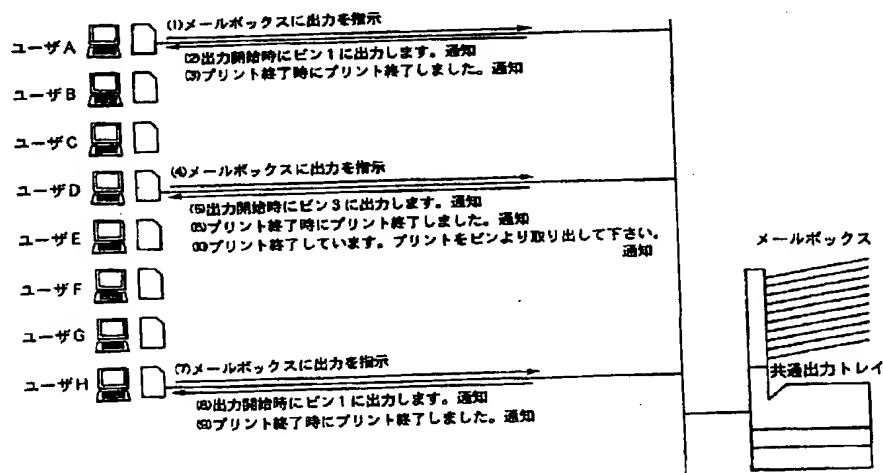 (1)メールボックスに出力を指示
ユーザA
(2)出力開始時にビン1に出力します。通知
(3)プリント終了時にプリント終了しました。通知
ユーザB
ユーザC
(4)メールボックスに出力を指示
ユーザD
(5)出力開始時にビン3に出力します。通知
(6)プリント終了時にプリント終了しました。通知
ユーザE
(10)プリント終了しています。プリントをビンより取り出して下さい。
通知
メールボックス
ユーザF
ユーザG
(7)メールボックスに出力を指示
共通出力トレイ
ユーザH
(8)出力開始時にビン1に出力します。通知
(9)プリント終了時にプリント終了しました。通知